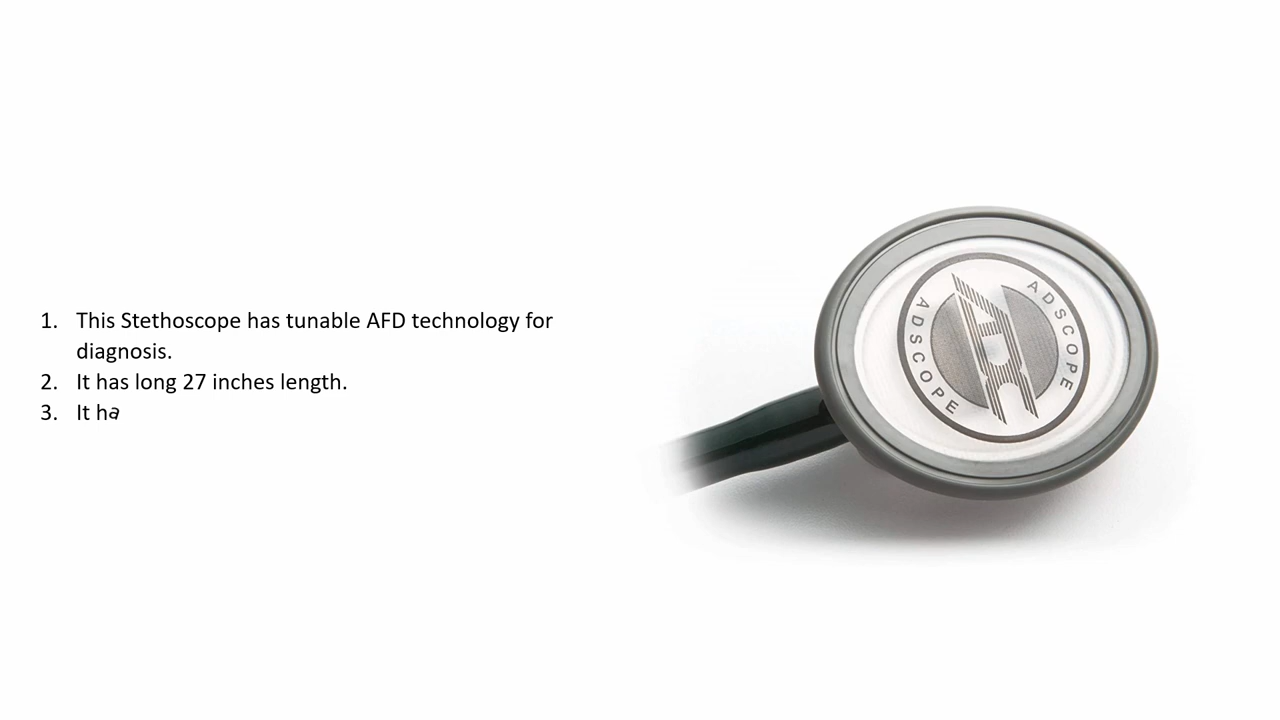 1. This Stethoscope has tunable AFD technology for
diagnosis.
2. It has long 27 inches length.
3. It ha
ADSCOPE
ADC
ADSCOPE